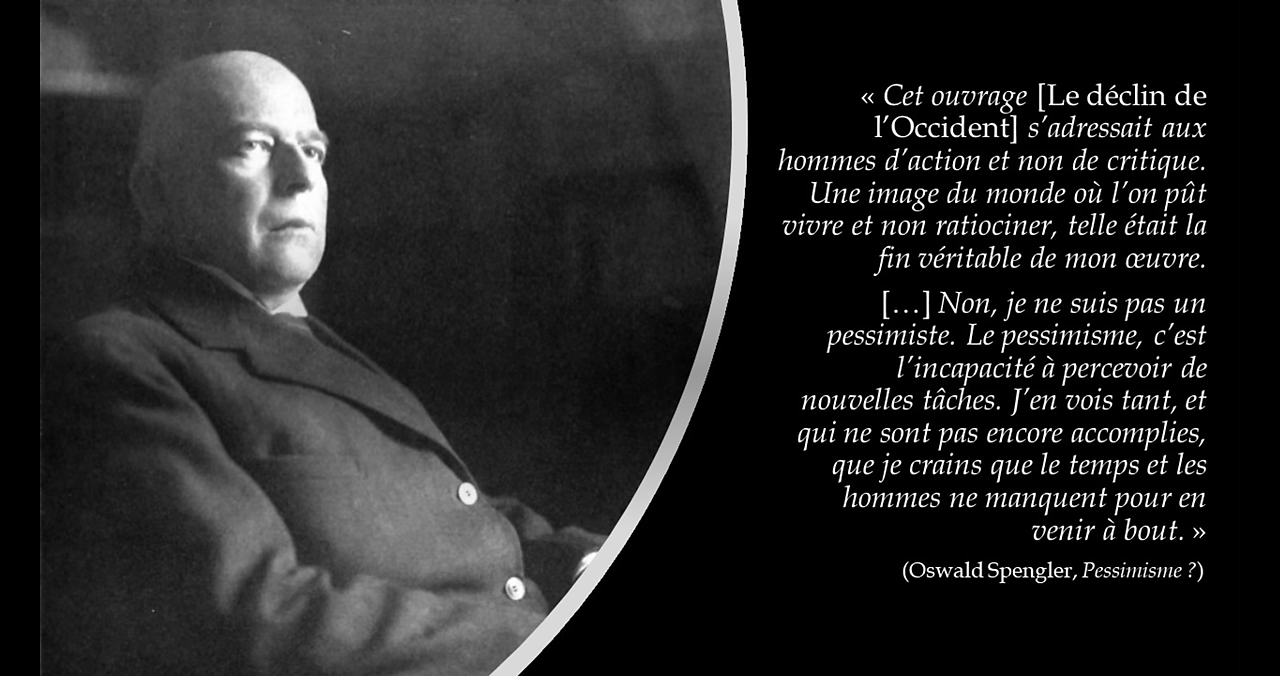 « Cet ouvrage [Le déclin de
l’Occident] s’adressait aux
hommes d’action et non de critique.
Une image du monde où l’on pût
vivre et non ratiociner, telle était la
fin véritable de mon œuvre.
[…] Non, je ne suis pas un
pessimiste. Le pessimisme, c’est
l’incapacité à percevoir de
nouvelles tâches. J’en vois tant, et
qui ne sont pas encore accomplies,
que je crains que le temps et les
hommes ne manquent pour en
venir à bout. »
(Oswald Spengler, Pessimisme ?)